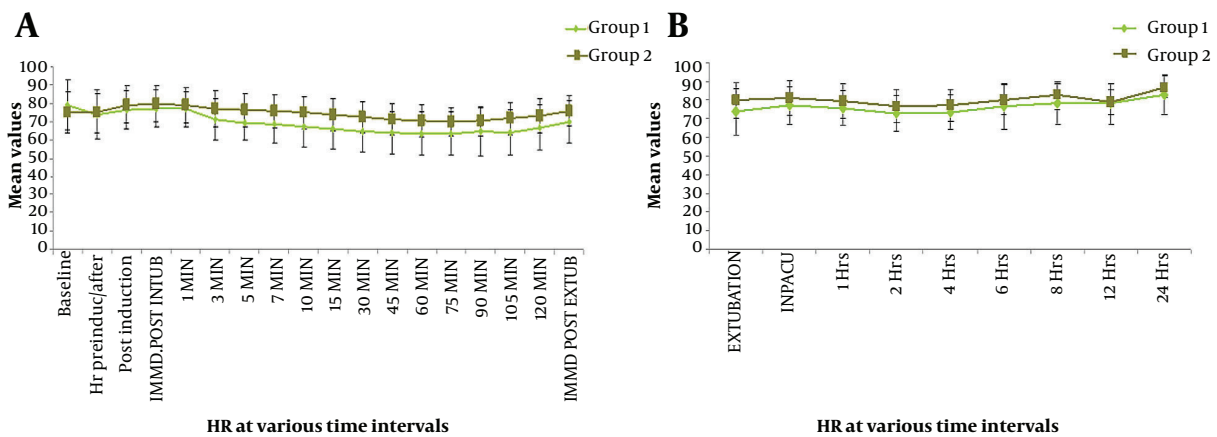 A
Group 1
Group 2
100
90
80
70
60
50
40
30
20
10
0
Mean values
Baseline
Hr preinduc/after
Post induction
IMMD.POST INTUB
1 MIN
3 MIN
5 MIN
7 MIN
10 MIN
15 MIN
30 MIN
45 MIN
60 MIN
75 MIN
90 MIN
105 MIN
120 MIN
IMMD POST EXTUB
HR at various time intervals
B
Group 1
Group 2
100
90
80
70
60
50
40
30
20
10
0
Mean values
EXTUBATION
INPACU
1 Hrs
2 Hrs
4 Hrs
6 Hrs
8 Hrs
12 Hrs
24 Hrs
HR at various time intervals